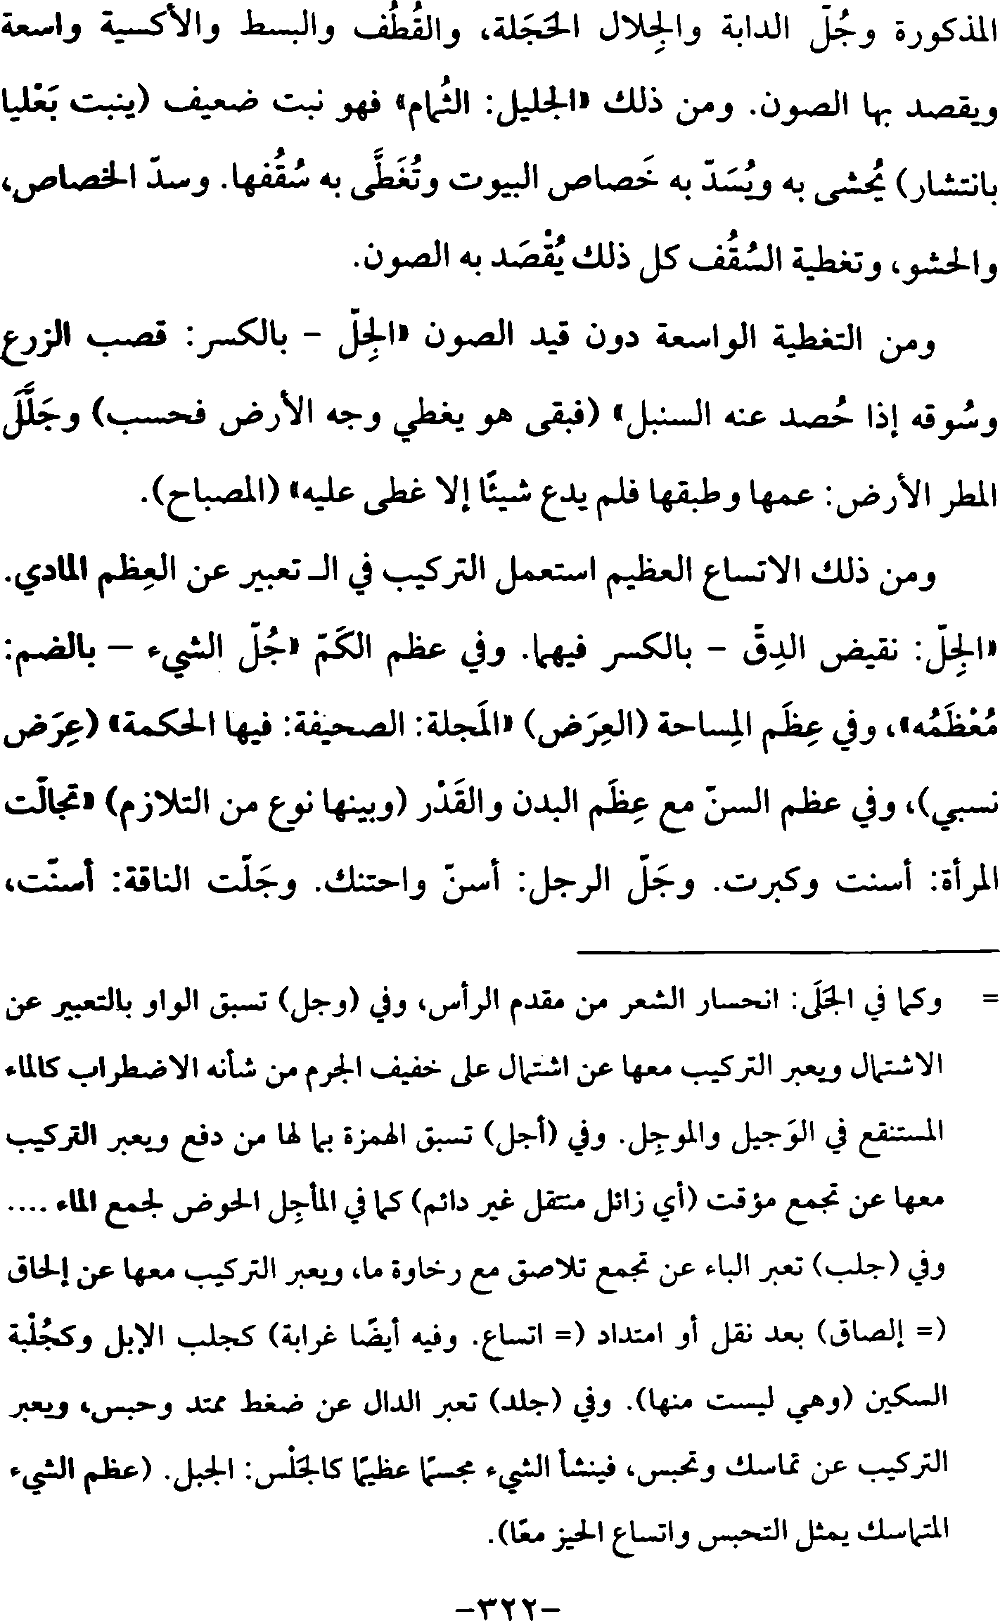 المذكورة وجُلّ الدابة والجِلال الحَجَلة، والقُطُف والبسط والأكسية واسعة
ويقصد بها الصون. ومن ذلك «الجليل: الثُمام» فهو نبت ضعيف (ينبت بَعْليا
بانتشار) يُحشى به ويُسَدّ به خَصاص البيوت وتُغَطَّى به سُقُفها. وسدّ الخصاص،
والحشو، وتغطية السُقُف كل ذلك يُقْصَد به الصون.
ومن التغطية الواسعة دون قيد الصون «الجِلّ - بالكسر: قصب الزرع
وسُوقه إذا حُصد عنه السنبل» (فبقى هو يغطي وجه الأرض فحسب) وجَلَّلَ
المطر الأرض: عمها وطبقها فلم يدع شيئًا إلا غطى عليه» (المصباح).
ومن ذلك الاتساع العظيم استعمل التركيب في الـ تعبير عن العِظم المادي.
«الجِلّ: نقيض الدِقّ - بالكسر فيهما. وفي عظم الكَمّ «جُلّ الشيء – بالضم:
مُعْظَمُه»، وفي عِظَم المِساحة (العِرَض) «المَجلة: الصحيفة: فيها الحكمة» (عِرَض
نسبي)، وفي عظم السنّ مع عِظَم البدن والقَدْر (وبينها نوع من التلازم) «تجالّت
المرأة: أسنت وكبرت. وجَلّ الرجل: أسنّ واحتنك. وجَلّت الناقة: أسنّت،
= وكما في الجَلَى: انحسار الشعر من مقدم الرأس، وفي (وجل) تسبق الواو بالتعبير عن
الاشتمال ويعبر التركيب معها عن اشتمال على خفيف الجرم من شأنه الاضطراب كالماء
المستنقع في الوَجيل والموجِل. وفي (أجل) تسبق الهمزة بما لها من دفع ويعبر التركيب
معها عن تجمع مؤقت (أي زائل منتقل غير دائم) كما في المأجِل الحوض لجمع الماء ....
وفي (جلب) تعبر الباء عن تجمع تلاصق مع رخاوة ما، ويعبر التركيب معها عن إلحاق
(= إلصاق) بعد نقل أو امتداد (= اتساع. وفيه أيضًا غرابة) كجلب الإبل وكجُلْبة
السكين (وهي ليست منها). وفي (جلد) تعبر الدال عن ضغط ممتد وحبس، ويعبر
التركيب عن تماسك وتحبس، فينشأ الشيء مجسمًا عظيمًا كالجَلْس: الجبل. (عظم الشيء
المتماسك يمثل التحبس واتساع الحيز معًا).
-٣٢٢-